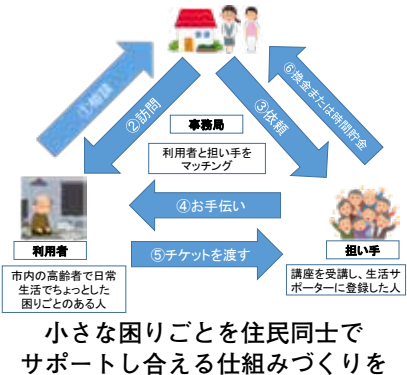 ①相談
②訪問
③依頼
⑥換金または時間貯金
事務局
利用者と担い手を
マッチング
④お手伝い
⑤チケットを渡す
利用者
市内の高齢者で日常
生活でちょっとした
困りごとのある人
担い手
講座を受講し、生活サ
ポーターに登録した人
小さな困りごとを住民同士で
サポートし合える仕組みづくりを